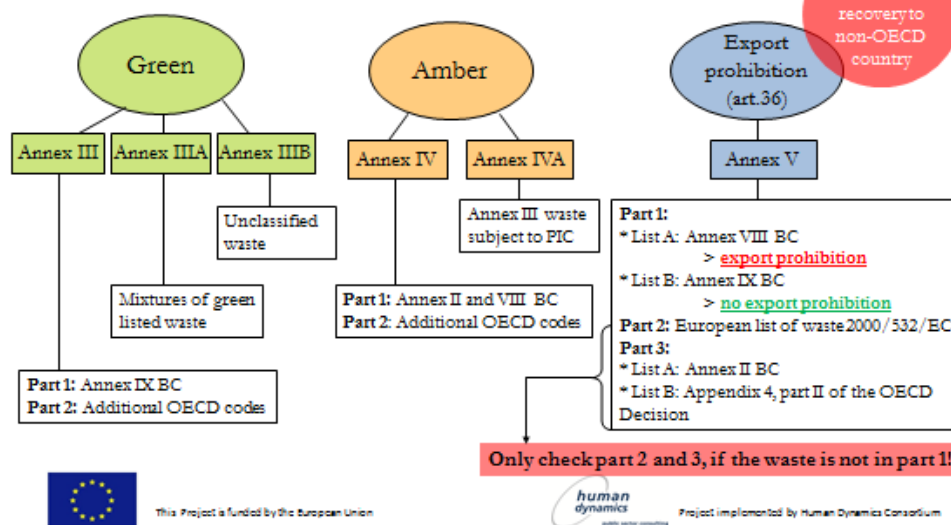 recovery to
non-OECD
country
Green
Amber
Export
prohibition
(art.36)
Annex III
Annex IIIA
Annex IIIB
Annex IV
Annex IVA
Annex V
Unclassified
waste
Mixtures of green
listed waste
Part 1: Annex IX BC
Part 2: Additional OECD codes
Annex III waste
subject to PIC
Part 1: Annex II and VIII BC
Part 2: Additional OECD codes
Part 1:
* List A: Annex VIII BC
> export prohibition
* List B: Annex IX BC
> no export prohibition
Part 2: European list of waste 2000/532/EC
Part 3:
* List A: Annex II BC
* List B: Appendix 4, part II of the OECD
Decision
Only check part 2 and 3, if the waste is not in part 1!
This Project is funded by the European Union
human
dynamics
public sector consulting
Project implemented by Human Dynamics Consortium